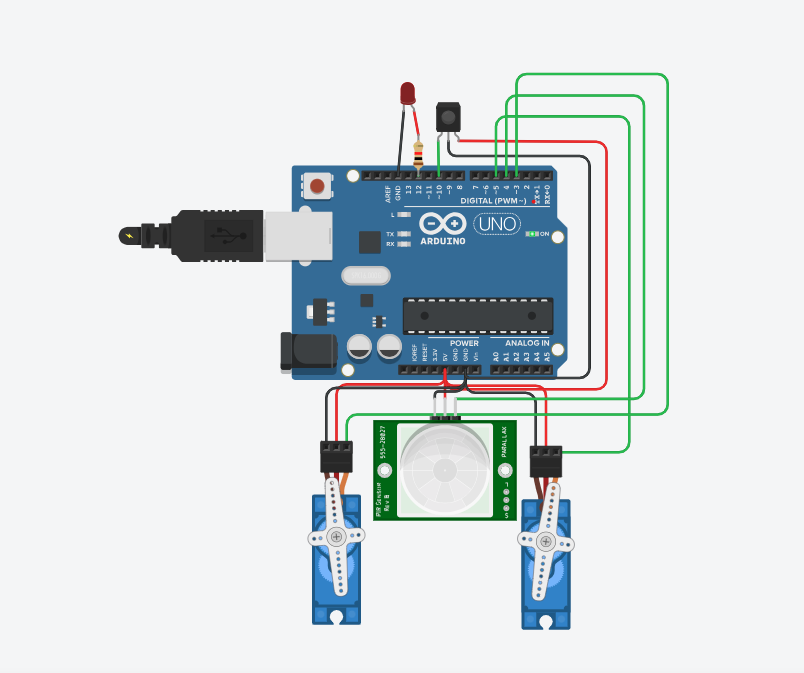 AREF
GND
13
12
~11
~10
~9
8
7
~6
~5
4
~3
2
TX→1
RX←0
DIGITAL (PWM~)
L
TX
RX
ARDUINO
UNO
ON
POWER
ANALOG IN
IOREF
RESET
3.3V
5V
GND
GND
Vin
A0
A1
A2
A3
A4
A5
555-28027
PIR Sensor
Rev B
PARALLAX